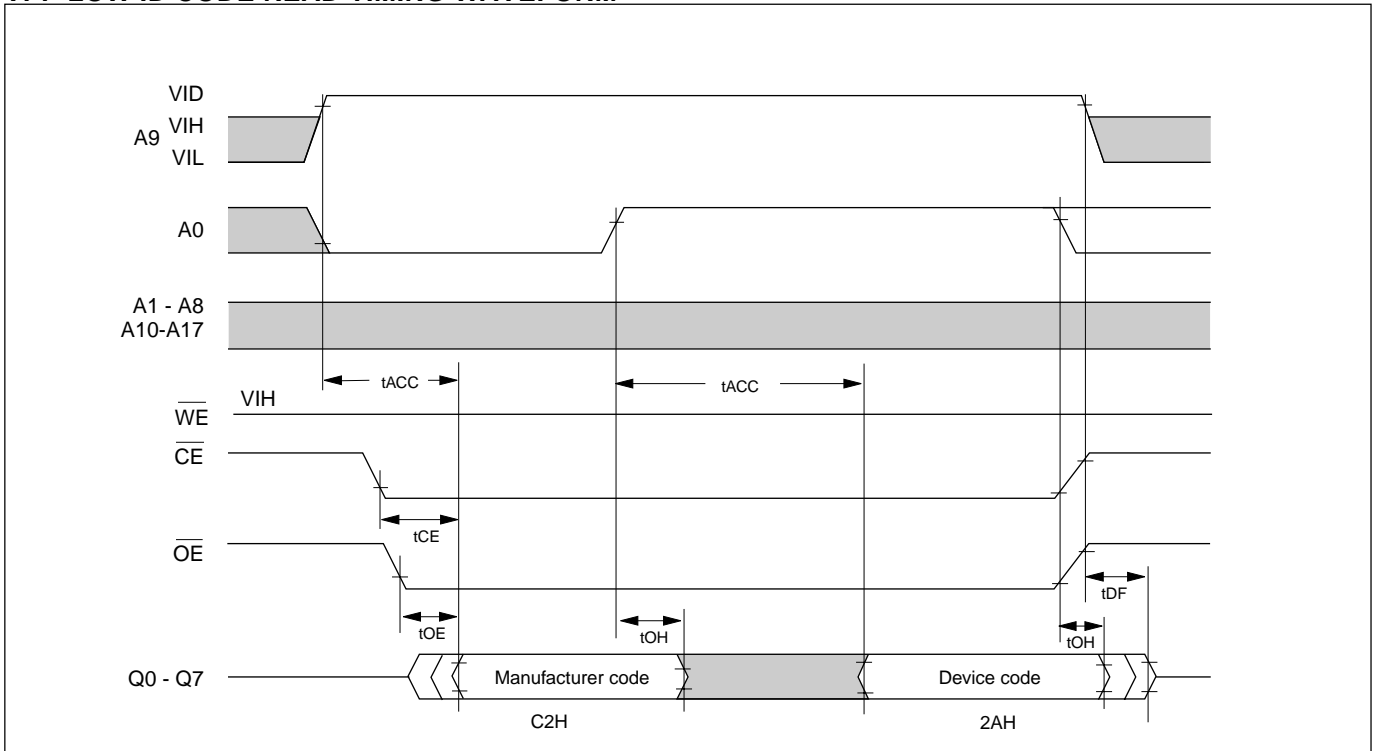 VID
A9 VIH
VIL
A0
A1 - A8
A10-A17
tACC
tACC
VIH
WE
CE
tCE
OE
tDF
tOE
tOH
tOH
Q0 - Q7
Manufacturer code
Device code
C2H
2AH